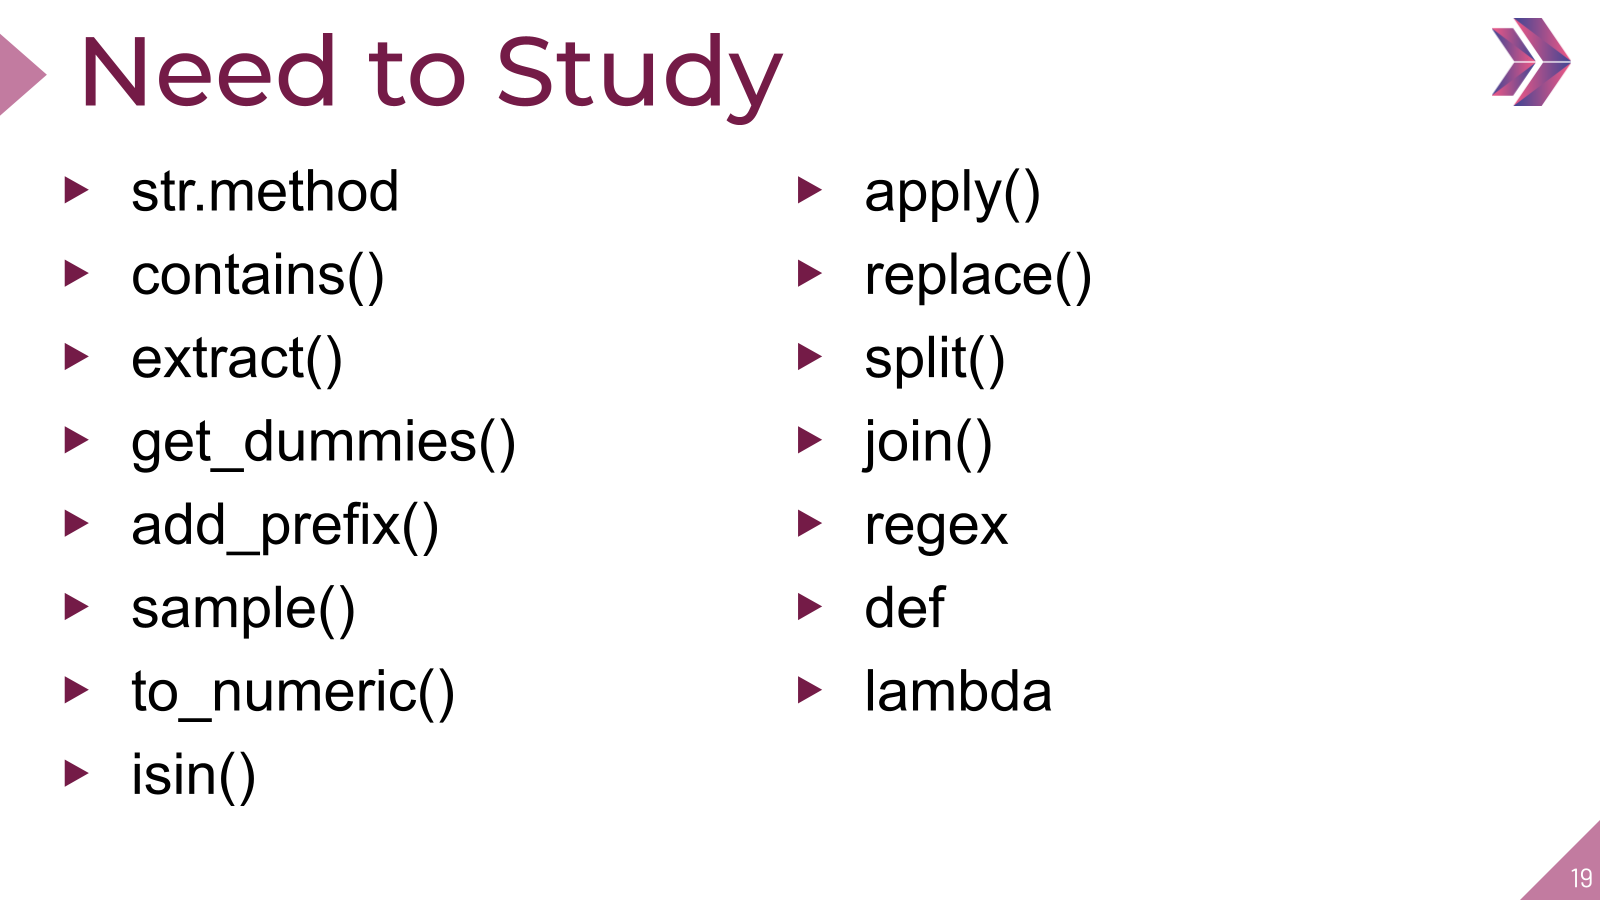 Need to Study
str.method
contains()
extract()
get_dummies()
add_prefix()
sample()
to_numeric()
isin()
apply()
replace()
split()
join()
regex
def
lambda
19